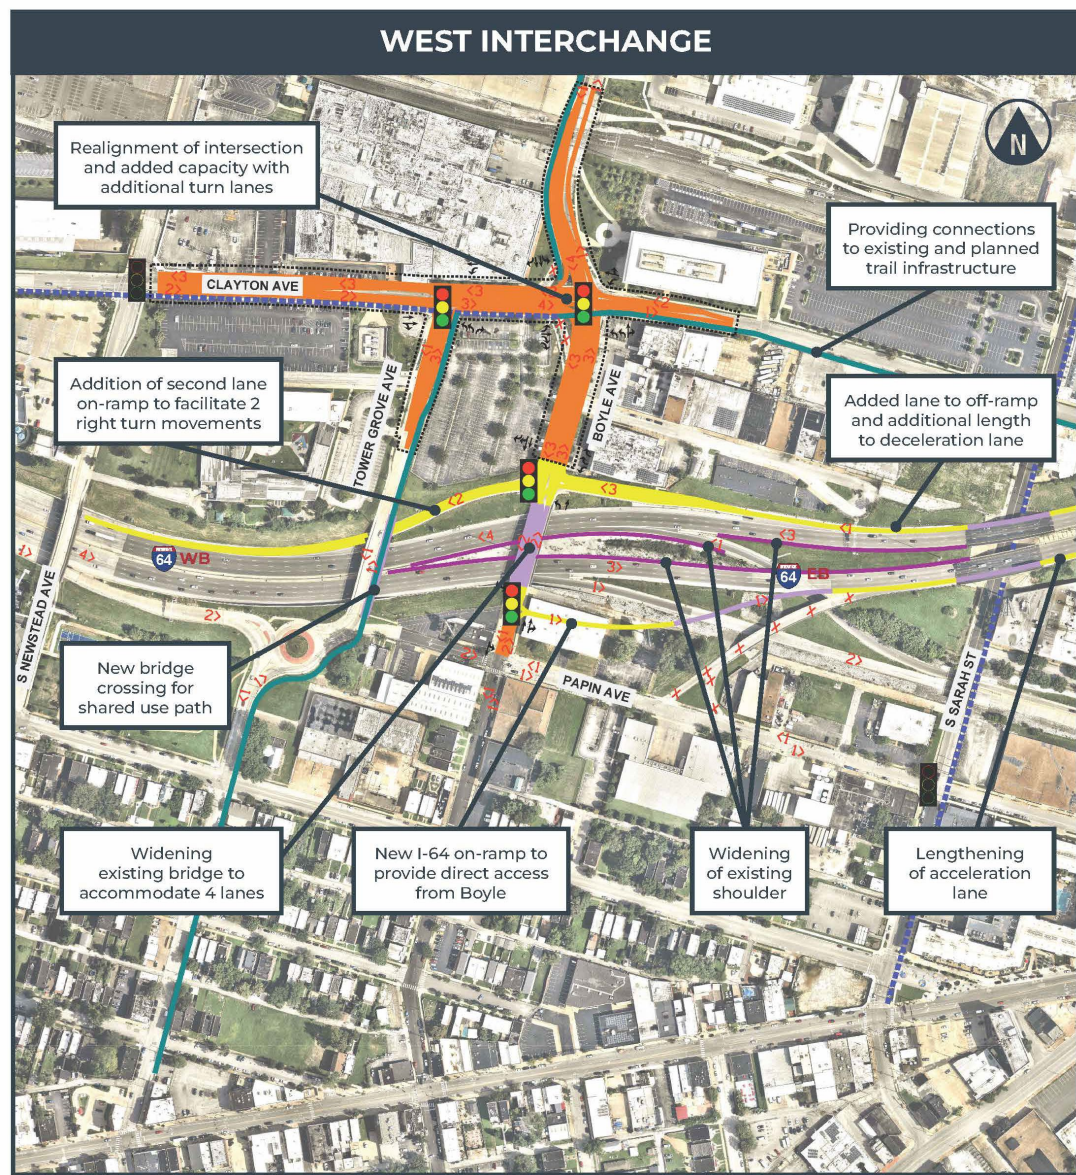 WEST INTERCHANGE
Realignment of intersection
and added capacity with
additional turn lanes
N
Providing connections
to existing and planned
trail infrastructure
CLAYTON AVE
Addition of second lane
on-ramp to facilitate 2
right turn movements
TOWER GROVE AVE
BOYLE AVE
Added lane to off-ramp
and additional length
to deceleration lane
64
WB
64
EB
S NEWSTEAD AVE
New bridge
crossing for
shared use path
PAPIN AVE
S SARAH ST
Widening
existing bridge to
accommodate 4 lanes
New I-64 on-ramp to
provide direct access
from Boyle
Widening
of existing
shoulder
Lengthening
of acceleration
lane